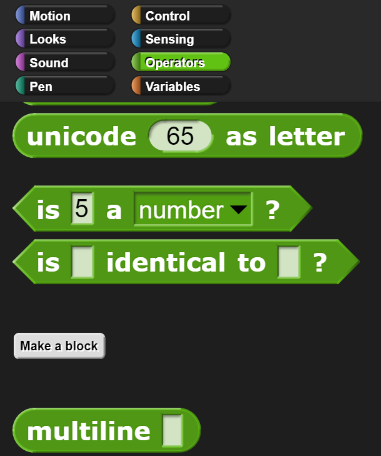 Motion Control
Looks Sensing
Sound Operators
Pen Variables
unicode 65 as letter
is 5 a number ?
is identical to ?
Make a block
multiline